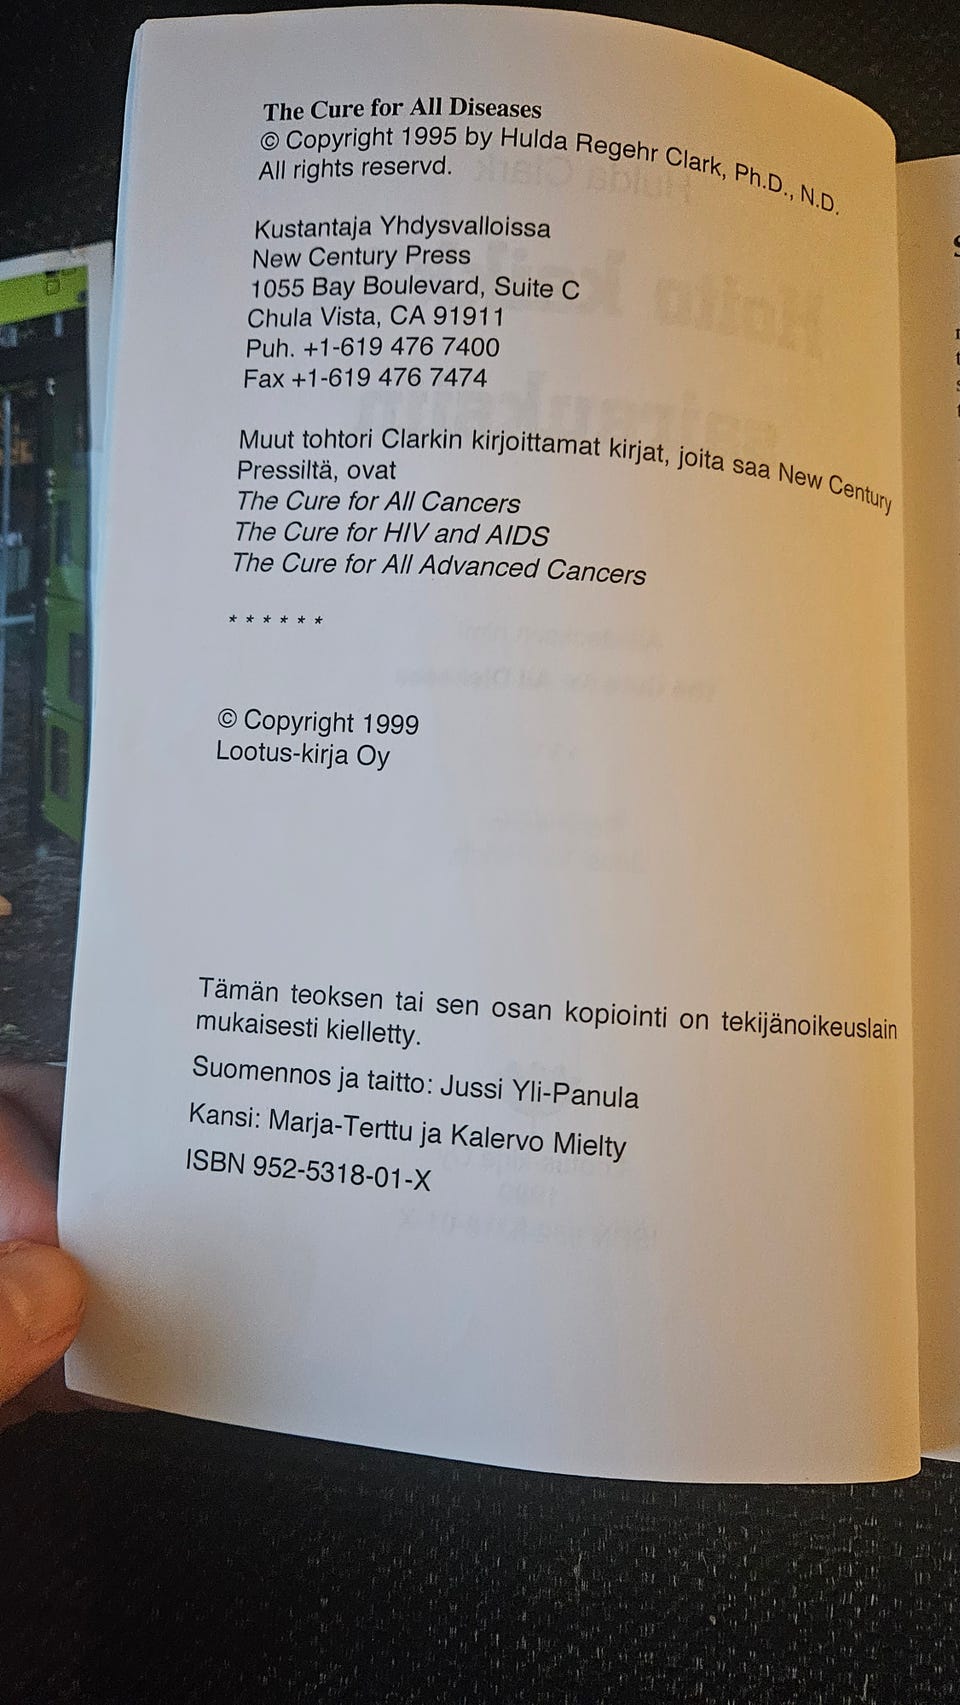 The Cure for All Diseases
© Copyright 1995 by Hulda Regehr Clark, Ph.D., N.D.
All rights reservd.
Kustantaja Yhdysvalloissa
New Century Press
1055 Bay Boulevard, Suite C
Chula Vista, CA 91911
Puh. +1-619 476 7400
Fax +1-619 476 7474
Muut tohtori Clarkin kirjoittamat kirjat, joita saa New Century
Pressiltä, ovat
The Cure for All Cancers
The Cure for HIV and AIDS
The Cure for All Advanced Cancers
* * * * * *
© Copyright 1999
Lootus-kirja Oy
Tämän teoksen tai sen osan kopiointi on tekijänoikeuslain
mukaisesti kielletty.
Suomennos ja taitto: Jussi Yli-Panula
Kansi: Marja-Terttu ja Kalervo Mielty
ISBN 952-5318-01-X